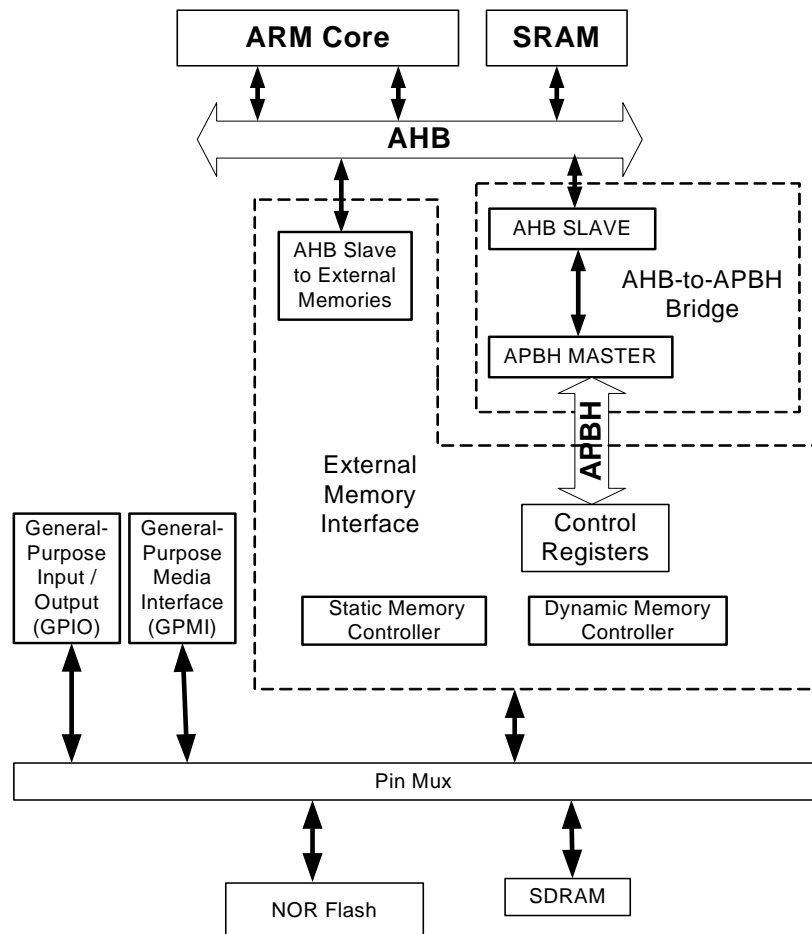 ARM Core
SRAM
AHB
AHB Slave
to External
Memories
AHB SLAVE
AHB-to-APBH
Bridge
APBH MASTER
APBH
External
Memory
Interface
Control
Registers
General-
Purpose
Input /
Output
(GPIO)
General-
Purpose
Media
Interface
(GPMI)
Static Memory
Controller
Dynamic Memory
Controller
Pin Mux
NOR Flash
SDRAM